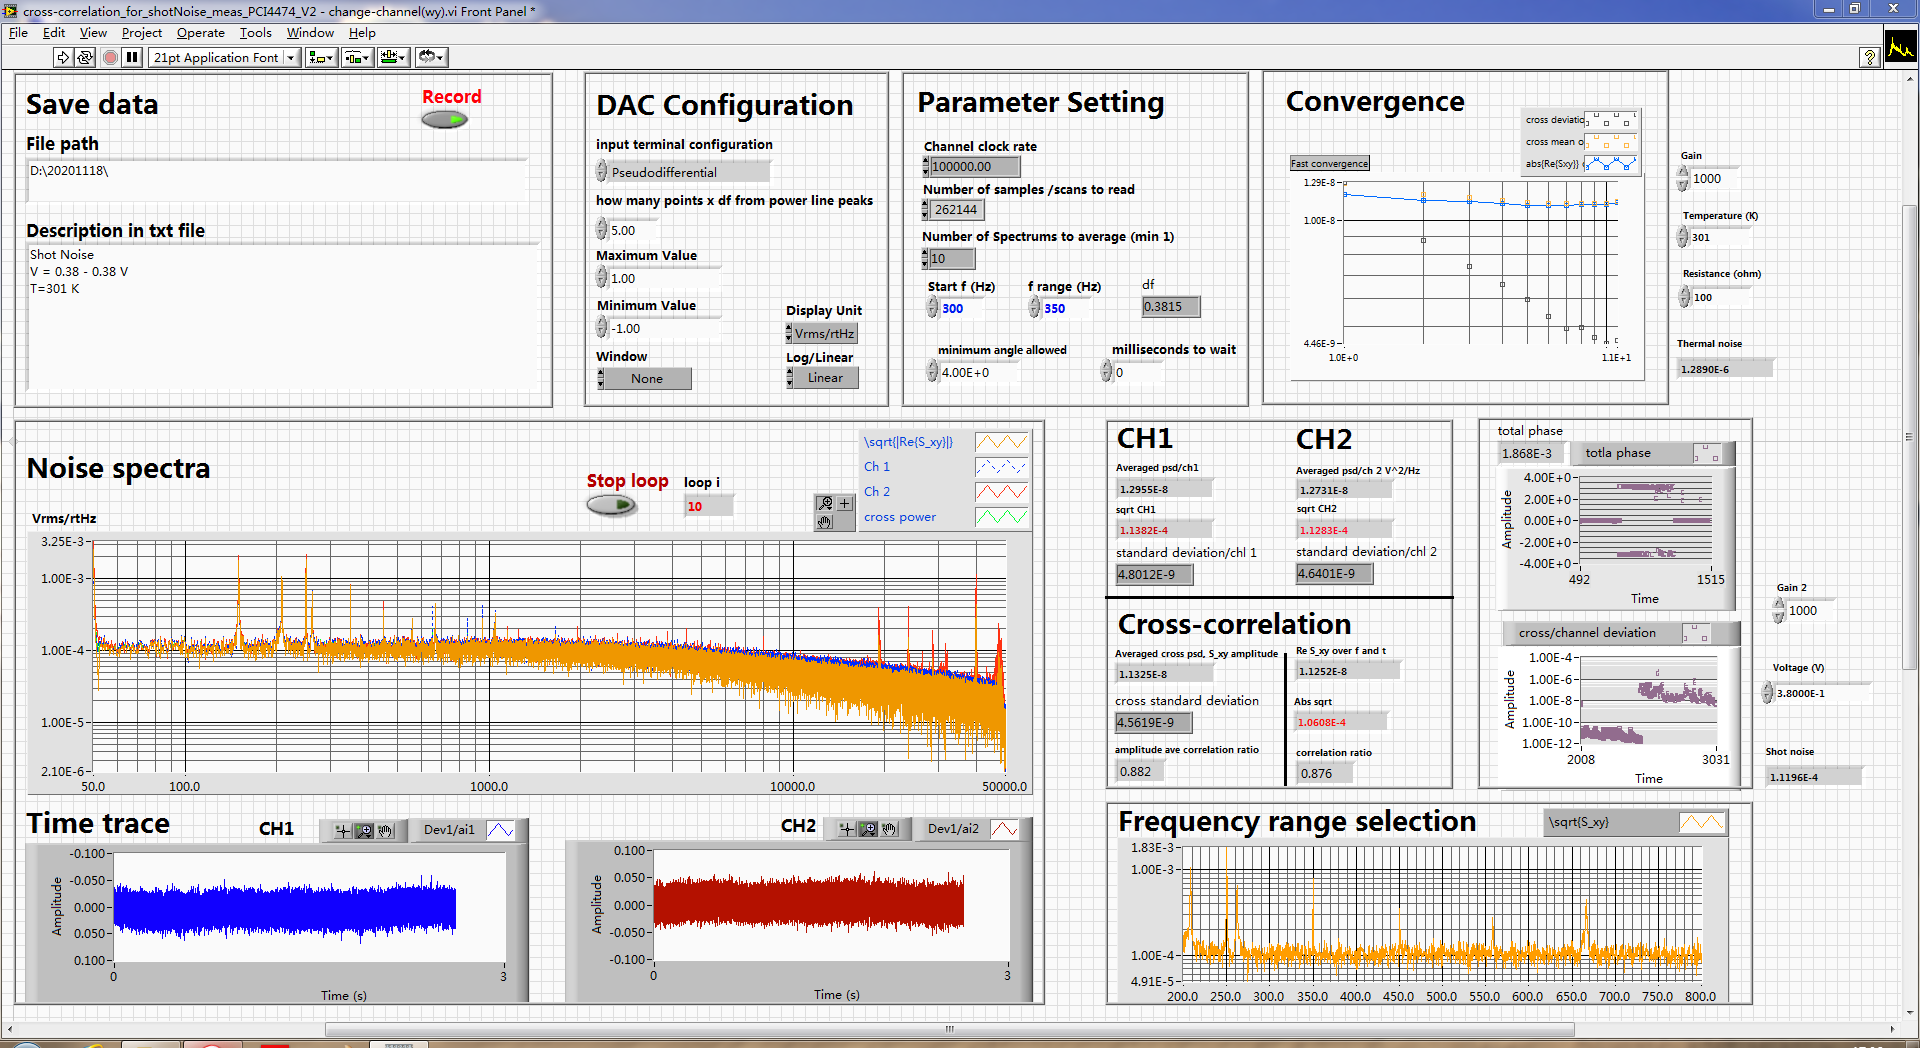 cross-correlation_for_shotNoise_meas_PCI4474_V2 - change-channel(wy).vi Front Panel *
File Edit View Project Operate Tools Window Help
21pt Application Font
Save data
Record
File path
D:\20201118\
Description in txt file
Shot Noise
V = 0.38 - 0.38 V
T=301 K
DAC Configuration
input terminal configuration
Pseudodifferential
how many points x df from power line peaks
5.00
Maximum Value
1.00
Minimum Value
-1.00
Display Unit
Vrms/rtHz
Window
None
Log/Linear
Linear
Parameter Setting
Channel clock rate
100000.00
Number of samples /scans to read
262144
Number of Spectrums to average (min 1)
10
Start f (Hz)
300
f range (Hz)
350
df
0.3815
minimum angle allowed
4.00E+0
milliseconds to wait
0
Convergence
cross deviatio
cross mean o
abs{Re{Sxy}}
Fast convergence
1.29E-8
1.00E-8
4.46E-9
1.0E+0
1.1E+1
Gain
1000
Temperature (K)
301
Resistance (ohm)
100
Thermal noise
1.2890E-6
Noise spectra
Stop loop
loop i
10
\sqrt{|Re{S_xy}|}
Ch 1
Ch 2
cross power
Vrms/rtHz
3.25E-3
1.00E-3
1.00E-4
1.00E-5
2.10E-6
50.0 100.0 1000.0 10000.0 50000.0
CH1
Averaged psd/ch1
1.2955E-8
sqrt CH1
1.1382E-4
standard deviation/chl 1
4.8012E-9
CH2
Averaged psd/ch 2 V^2/Hz
1.2731E-8
sqrt CH2
1.1283E-4
standard deviation/chl 2
4.6401E-9
Cross-correlation
Averaged cross psd, S_xy amplitude
1.1325E-8
cross standard deviation
4.5619E-9
amplitude ave correlation ratio
0.882
Re S_xy over f and t
1.1252E-8
Abs sqrt
1.0608E-4
correlation ratio
0.876
total phase
1.868E-3
totla phase
Amplitude
4.00E+0
2.00E+0
0.00E+0
-2.00E+0
-4.00E+0
492 1515
Time
cross/channel deviation
Amplitude
1.00E-4
1.00E-6
1.00E-8
1.00E-10
1.00E-12
2008 3031
Time
Gain 2
1000
Voltage (V)
3.8000E-1
Shot noise
1.1196E-4
Time trace
CH1
Dev1/ai1
Amplitude
-0.100
-0.050
0.000
0.050
0.100
0 3
Time (s)
CH2
Dev1/ai2
Amplitude
0.100
0.050
0.000
-0.050
-0.100
0 3
Time (s)
Frequency range selection
\sqrt{S_xy}
1.83E-3
1.00E-3
1.00E-4
4.91E-5
200.0 250.0 300.0 350.0 400.0 450.0 500.0 550.0 600.0 650.0 700.0 750.0 800.0